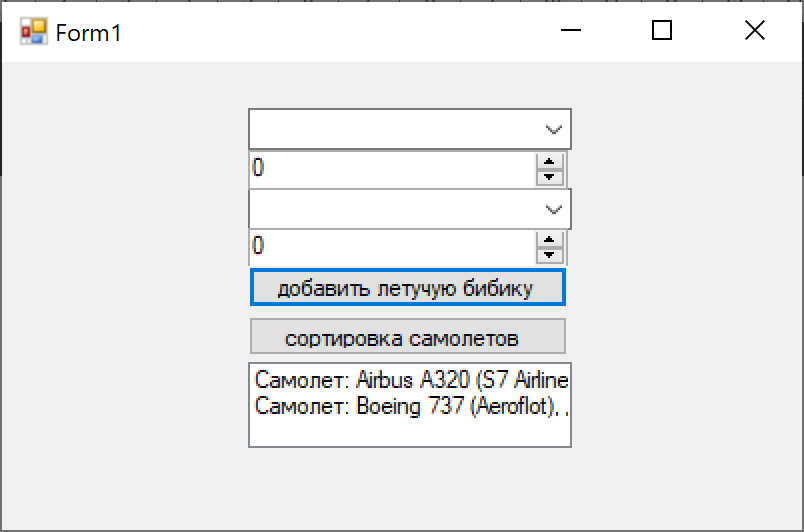 Form1
0
0
добавить летучую бибику
сортировка самолетов
Самолет: Airbus A320 (S7 Airline
Самолет: Boeing 737 (Aeroflot), ,